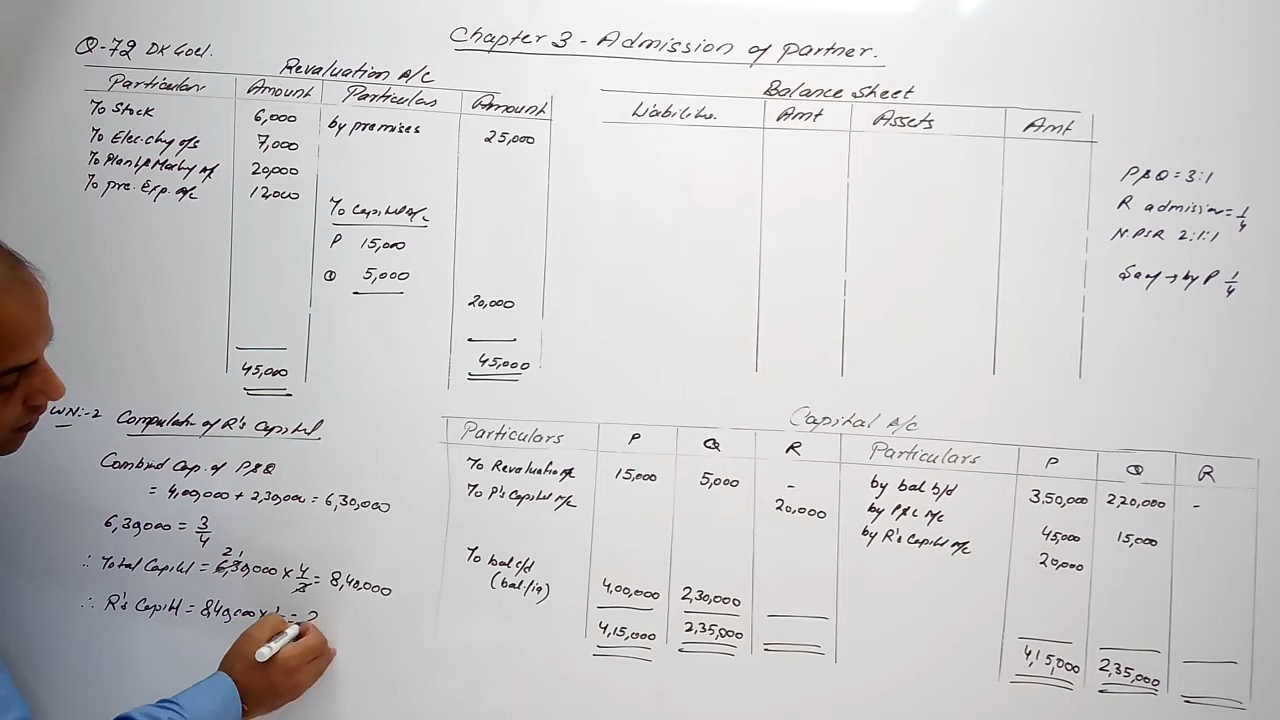 Chapter 3 - Admission of partner.
Q-72 DK Goel.
Revaluation A/c
Particulars Amount Particulars Amount
To Stock 6,000 by premises 25,000
To Elec. chg o/s 7,000
To Plant & Mach 20,000
To pre. Exp. A/c 12,000
To Capital A/c
P 15,000
Q 5,000
20,000
45,000 45,000
Balance Sheet
Liabilities. Amt Assets Amt
P & Q = 3:1
R admission = 1/4
N.PSR 2:1:1
by P 1/4
WN:-2 Computatn of R's Capital
Combined Cap. of P&Q
= 4,00,000 + 2,30,000 = 6,30,000
6,30,000 = 3/4
∴ Total Capital = 6,30,000 × 4/3 = 8,40,000
21
∴ R's Capital = 8,40,000 × = 2
Capital A/c
Particulars P Q R Particulars P Q R
To Revaluation A/c 15,000 5,000 - by bal b/d 3,50,000 2,20,000 -
To P's Capital A/c 20,000 by P&L A/c 45,000 15,000
by R's Capital A/c 20,000
To bal c/d
(bal. fig) 4,00,000 2,30,000
4,15,000 2,35,000 4,15,000 2,35,000